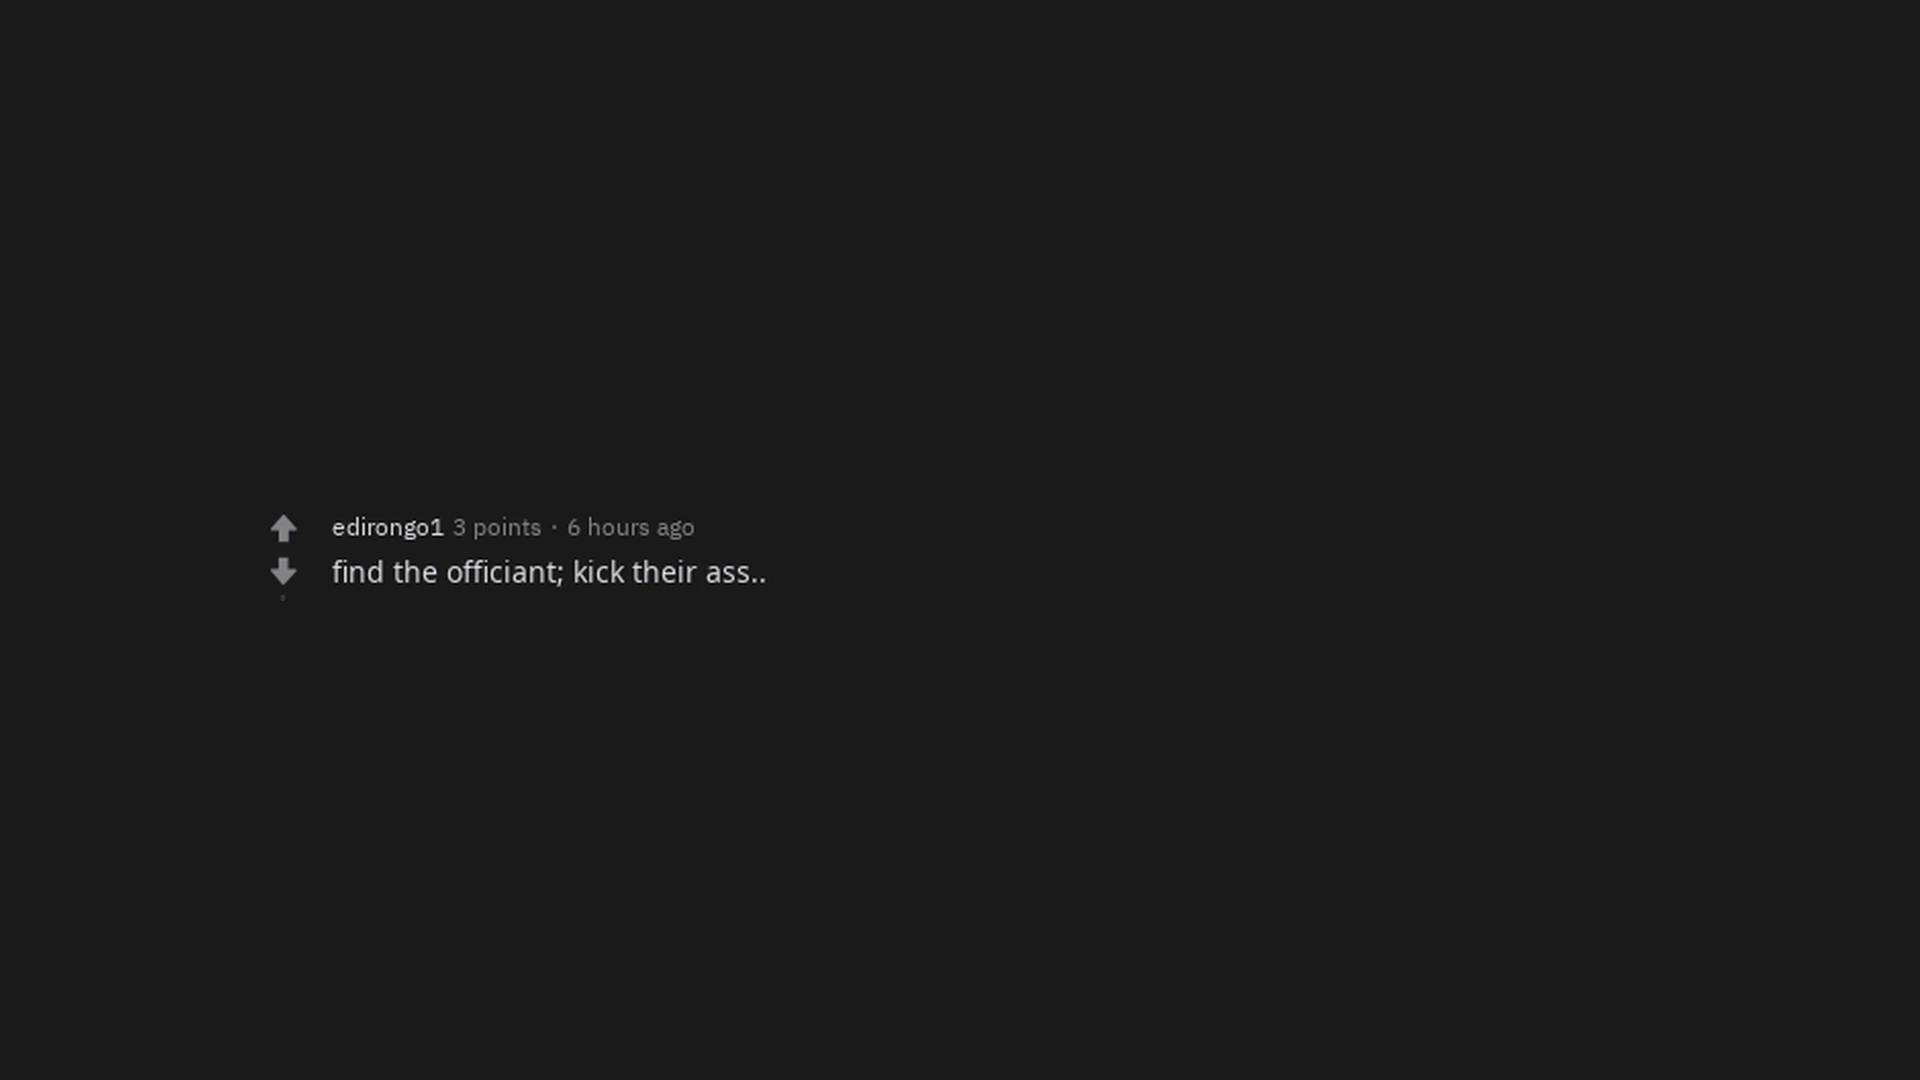 edirongo1 3 points · 6 hours ago
find the officiant; kick their ass..